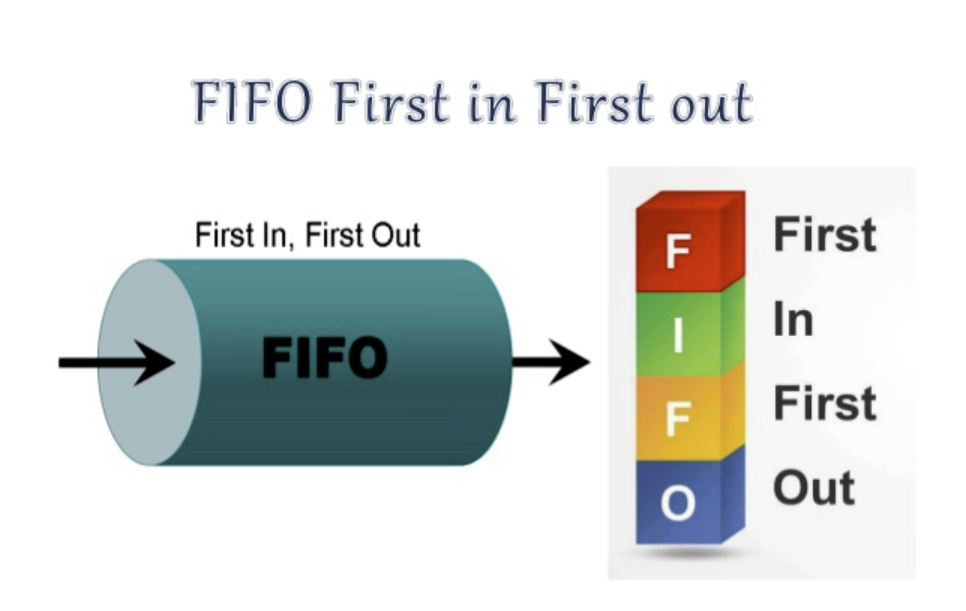 FIFO First in First out
First In, First Out
FIFO
F First
I In
F First
O Out